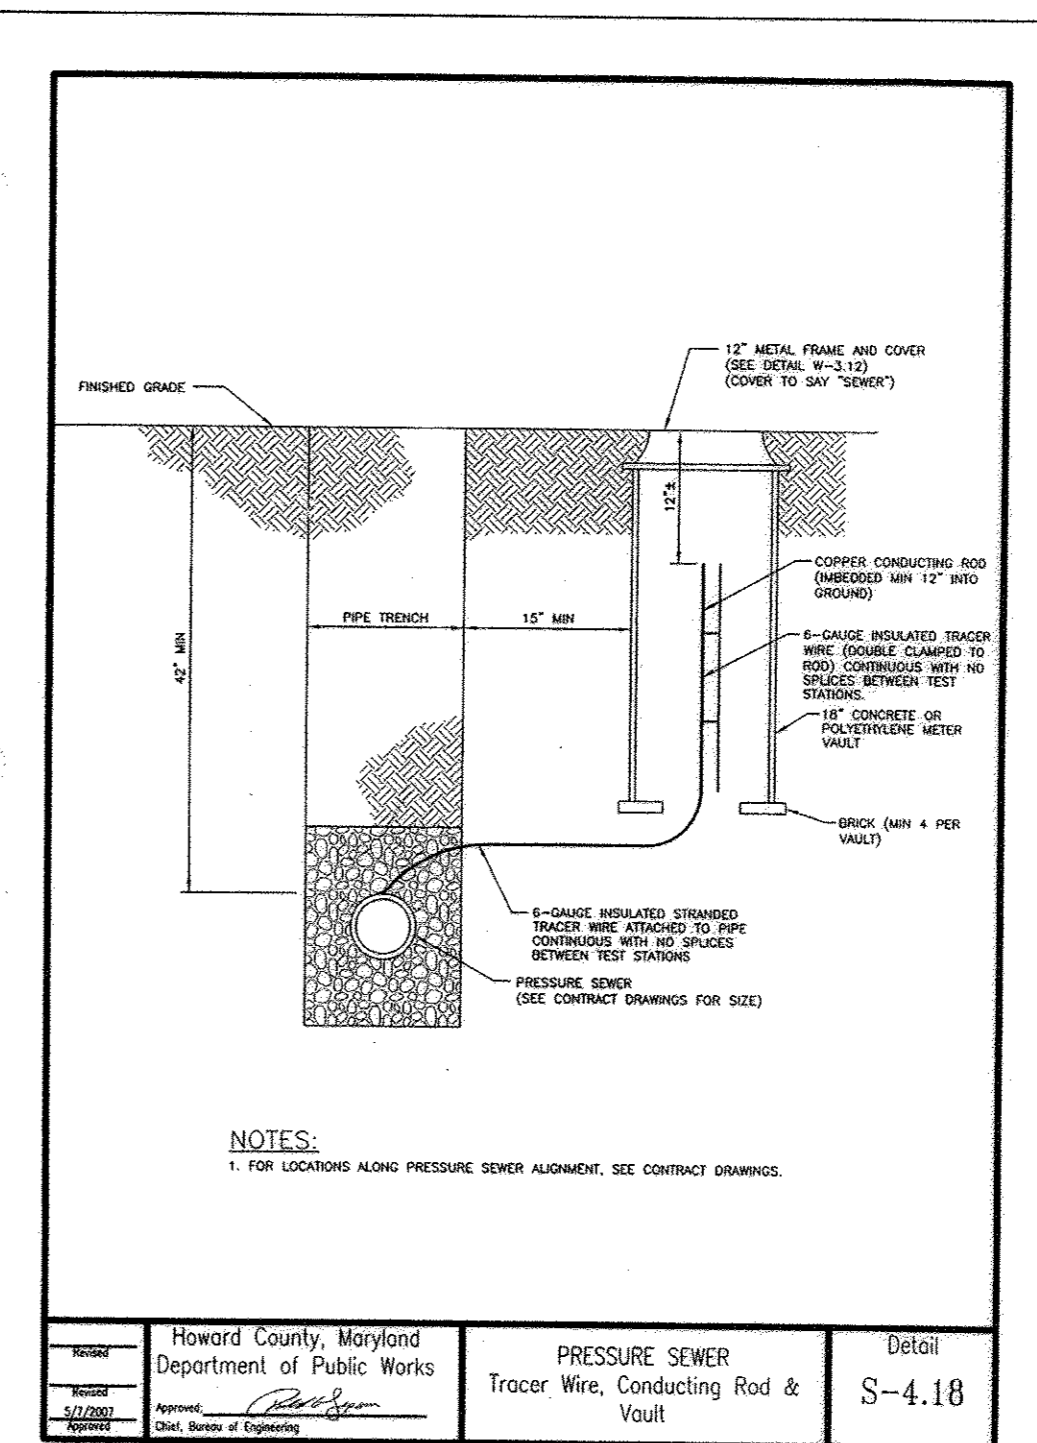 12" METAL FRAME AND COVER
(SEE DETAIL W-3.12)
(COVER TO SAY "SEWER")
FINISHED GRADE
12"±
COPPER CONDUCTING ROD
(IMBEDDED MIN 12" INTO
GROUND)
PIPE TRENCH
15" MIN
42" MIN
6-GAUGE INSULATED TRACER
WIRE (DOUBLE CLAMPED TO
ROD) CONTINUOUS WITH NO
SPLICES BETWEEN TEST
STATIONS.
18" CONCRETE OR
POLYETHYLENE METER
VAULT
BRICK (MIN 4 PER
VAULT)
6-GAUGE INSULATED STRANDED
TRACER WIRE ATTACHED TO PIPE
CONTINUOUS WITH NO SPLICES
BETWEEN TEST STATIONS
PRESSURE SEWER
(SEE CONTRACT DRAWINGS FOR SIZE)
NOTES:
1. FOR LOCATIONS ALONG PRESSURE SEWER ALIGNMENT, SEE CONTRACT DRAWINGS.
Revised
Revised
5/7/2007
Approved
Howard County, Maryland
Department of Public Works
Approved:
Chief, Bureau of Engineering
PRESSURE SEWER
Tracer Wire, Conducting Rod &
Vault
Detail
S-4.18